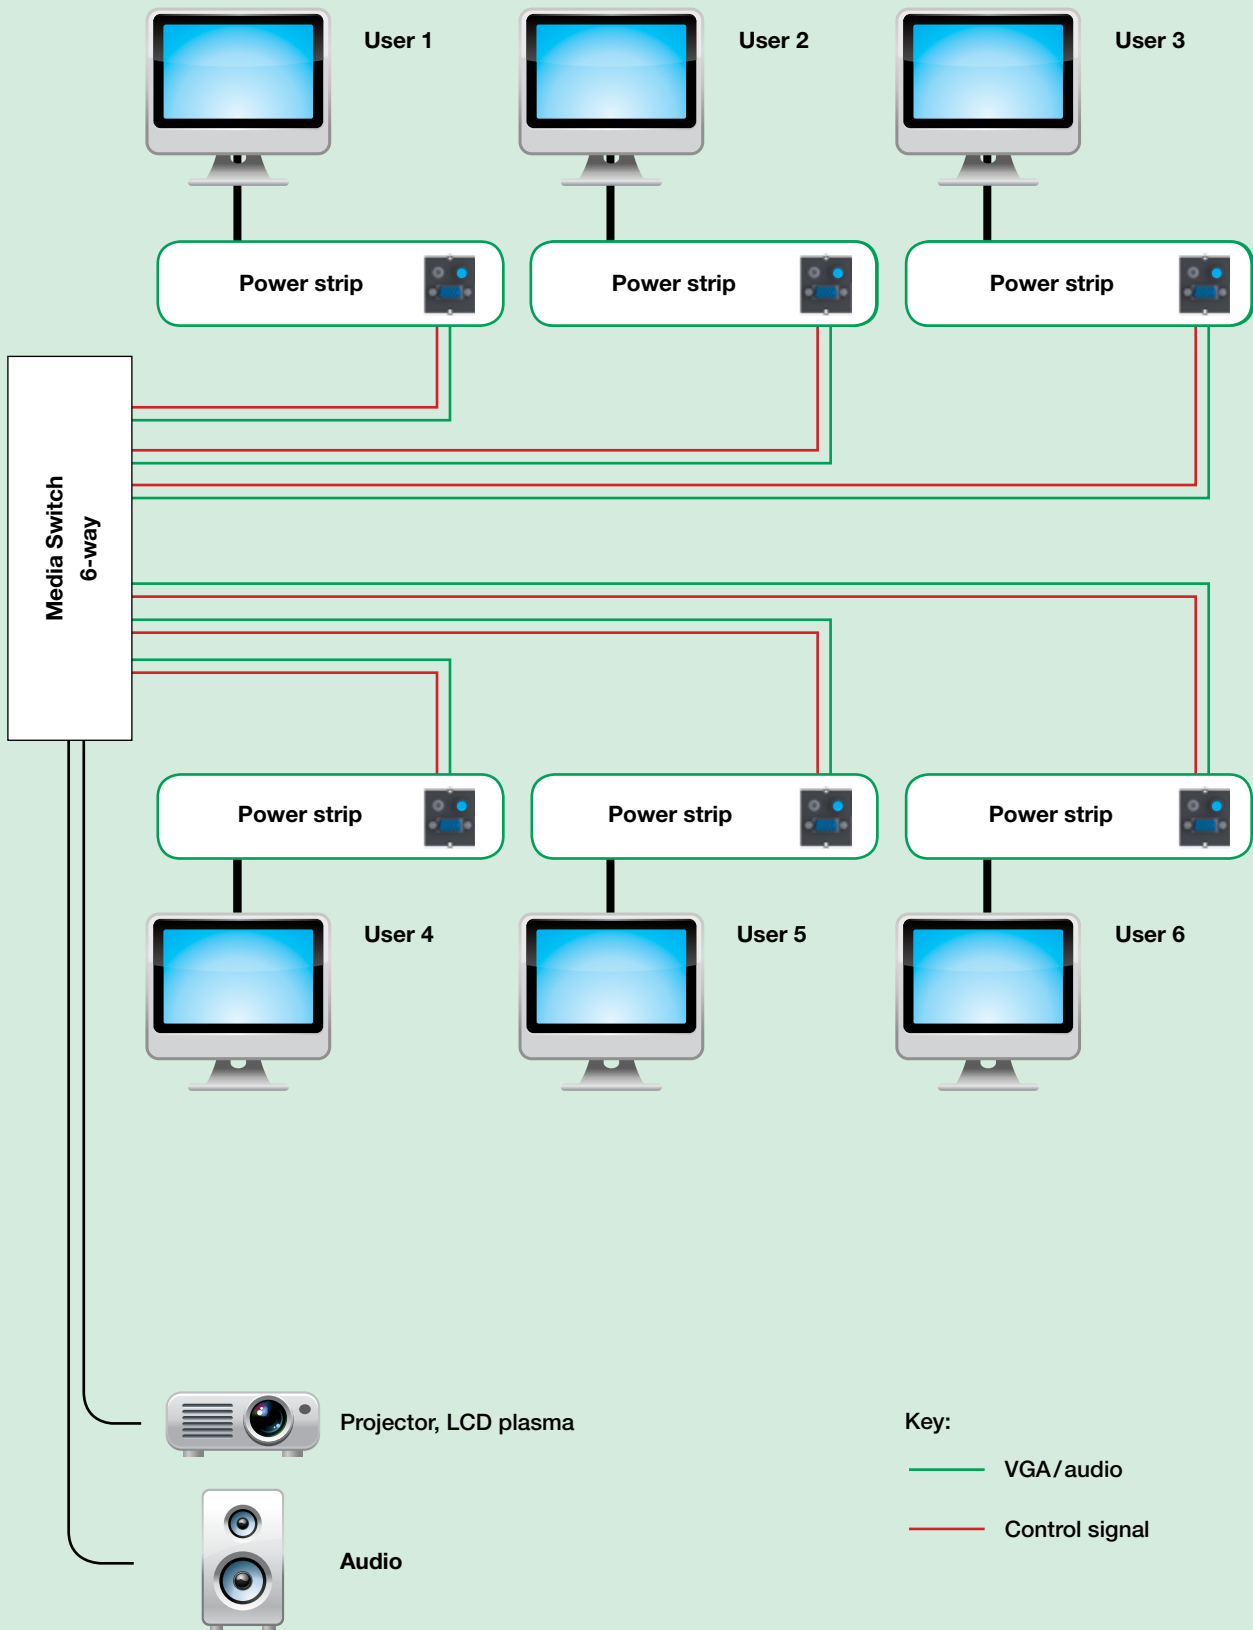 User 1
User 2
User 3
Power strip
Power strip
Power strip
Media Switch
6-way
Power strip
Power strip
Power strip
User 4
User 5
User 6
Projector, LCD plasma
Key:
VGA/audio
Control signal
Audio